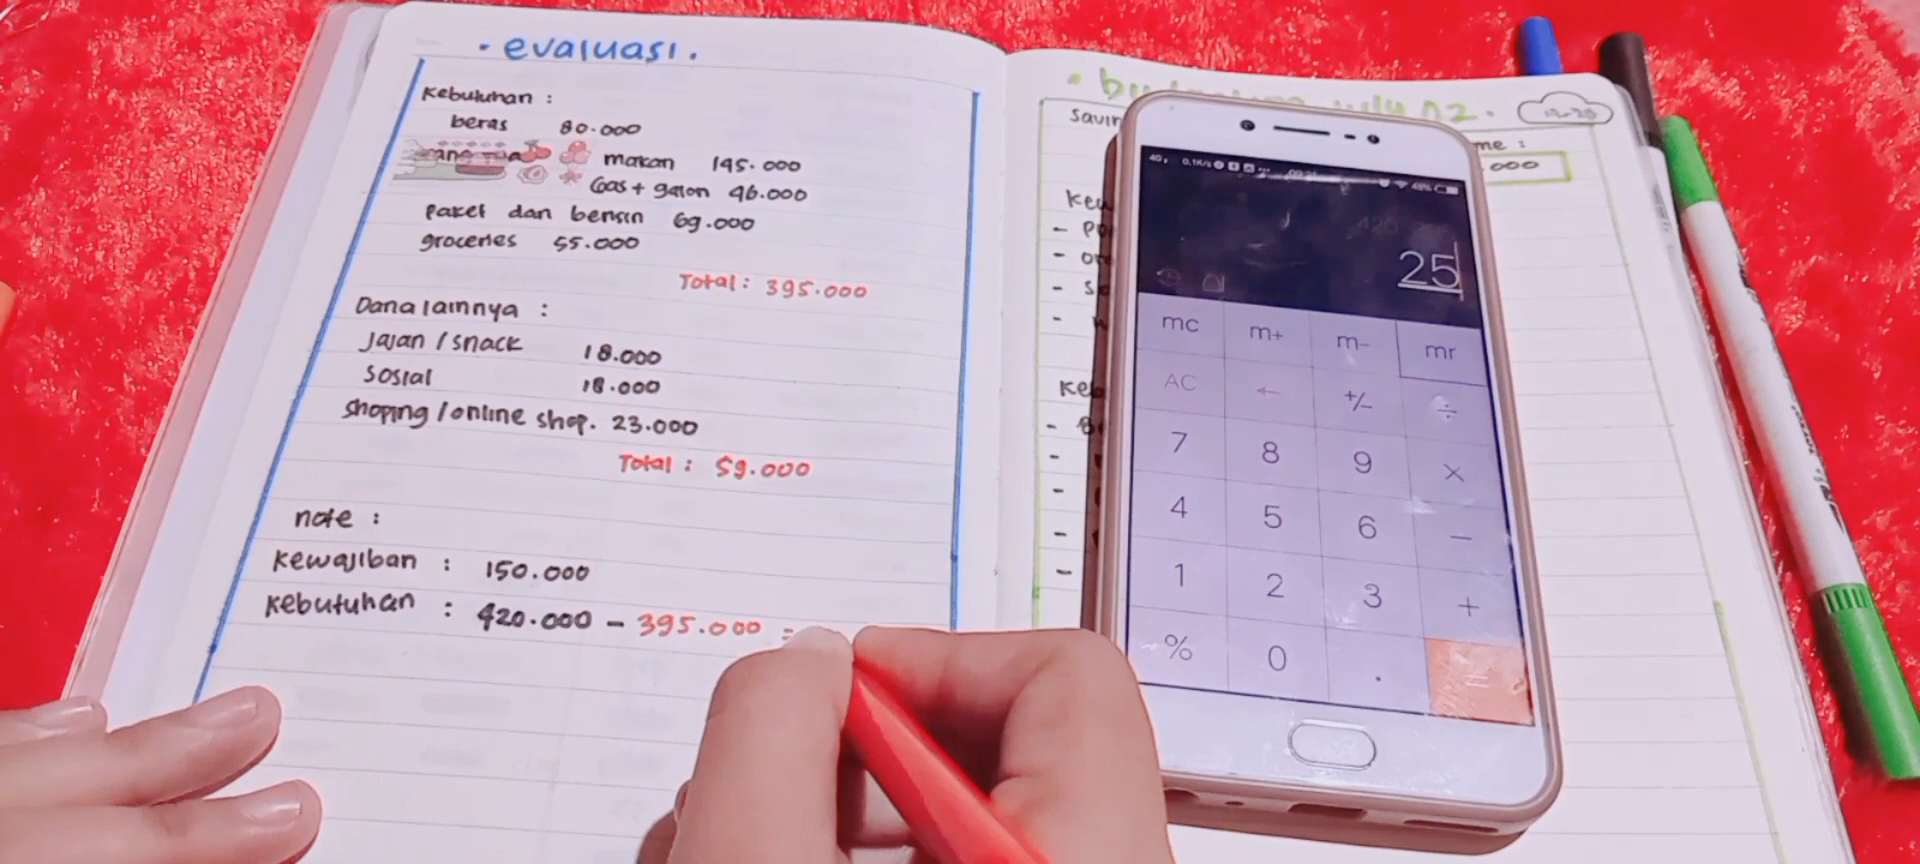 • evaluasi.
Kebutuhan :
beras 80.000
makan 145.000
Gas + galon 46.000
Paket dan bensin 69.000
groceries 55.000
Total : 395.000
Dana lainnya :
Jajan / snack 18.000
Sosial 18.000
Shoping / online shop. 23.000
Total : 59.000
note :
Kewajiban : 150.000
Kebutuhan : 420.000 - 395.000 =
Savin
me :
000
25
mc m+ m- mr
AC ← +/- ÷
7 8 9 ×
4 5 6 −
1 2 3 +
% 0 . =